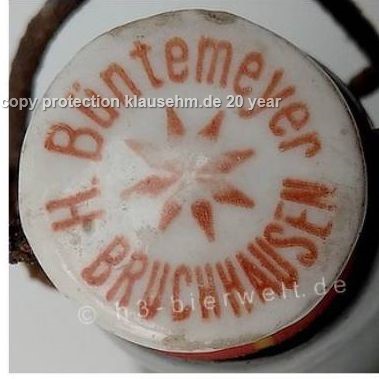 H. Büntemeyer
BRUCHHAUSEN
copy protection klausehm.de 20 year
© h3-bierwelt.de